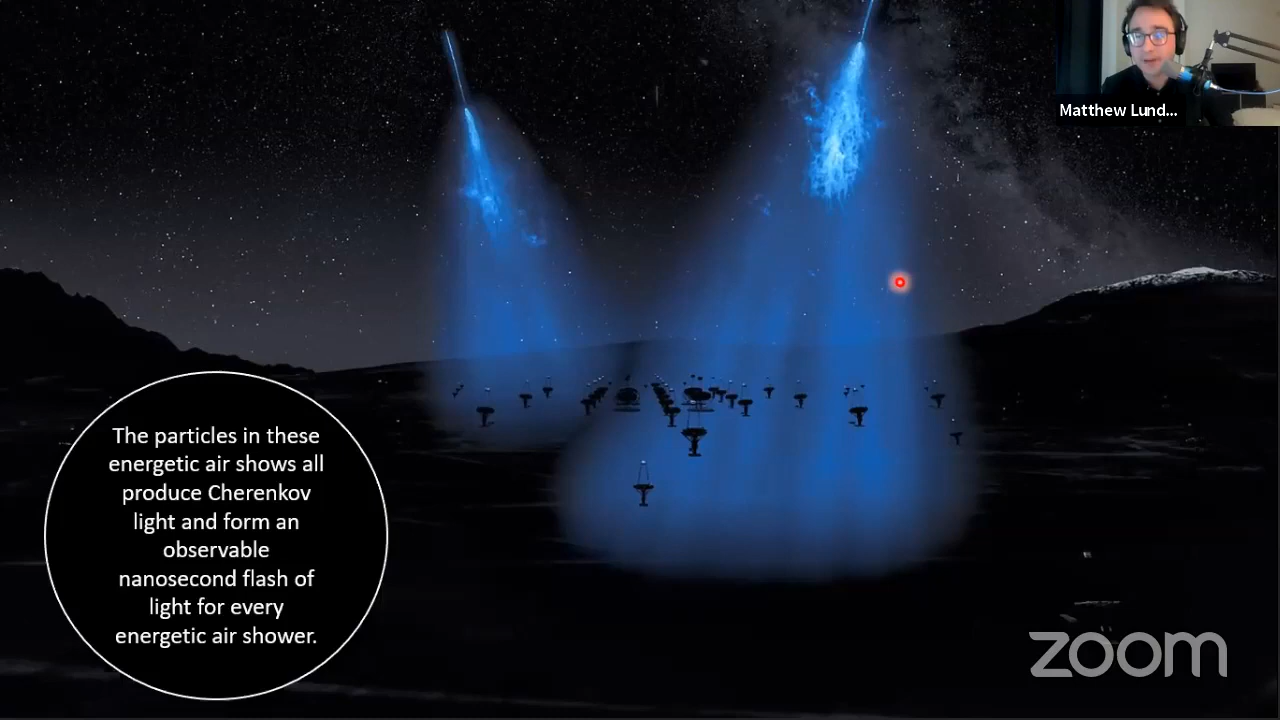 Matthew Lund...
The particles in these
energetic air shows all
produce Cherenkov
light and form an
observable
nanosecond flash of
light for every
energetic air shower.
zoom